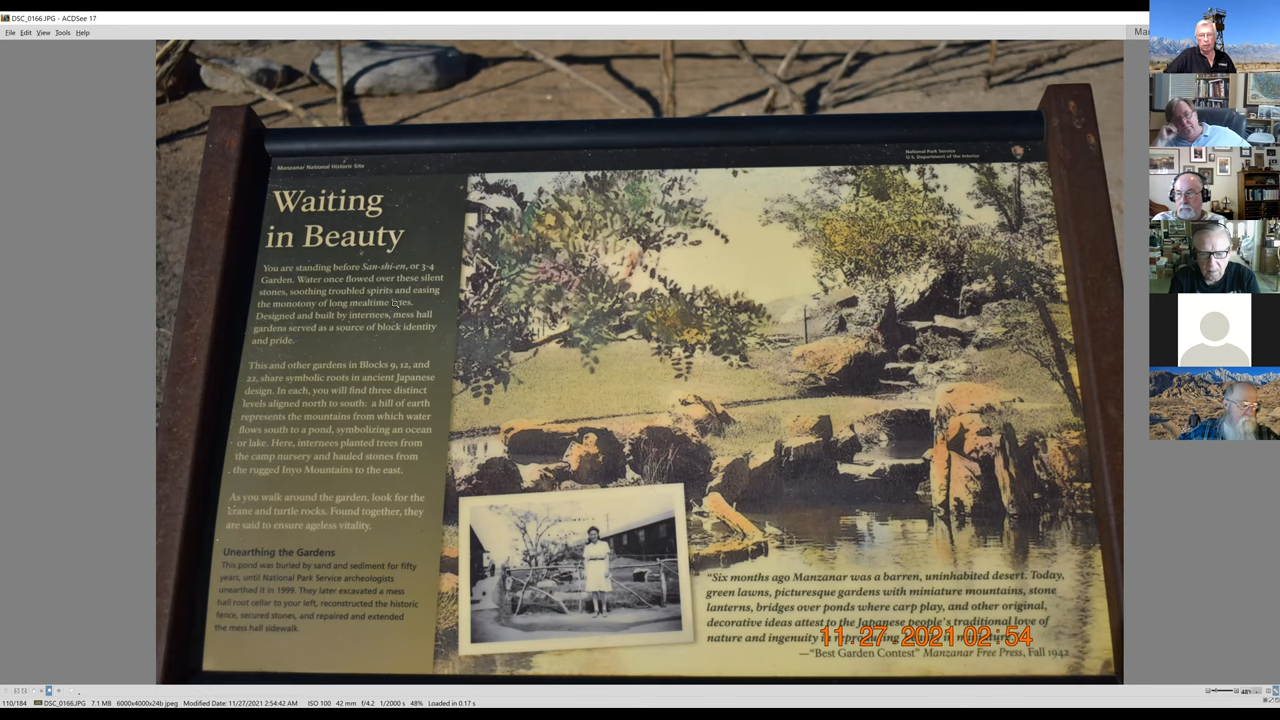 DSC_0166.JPG - ACDSee 17
File Edit View Tools Help
Manzanar National Historic Site
National Park Service
U.S. Department of the Interior
Waiting
in Beauty
You are standing before San-shi-en, or 3-4
Garden. Water once flowed over these silent
stones, soothing troubled spirits and easing
the monotony of long mealtime
Designed and built by internees, mess hall
gardens served as a source of block identity
and pride.
This and other gardens in Blocks 9, 12, and
22, share symbolic roots in ancient Japanese
design. In each, you will find three distinct
levels aligned north to south: a hill of earth
represents the mountains from which water
flows south to a pond, symbolizing an ocean
or lake. Here, internees planted trees from
the camp nursery and hauled stones from
the rugged Inyo Mountains to the east.
As you walk around the garden, look for the
crane and turtle rocks. Found together, they
are said to ensure ageless vitality.
Unearthing the Gardens
This pond was buried by sand and sediment for fifty
years, until National Park Service archeologists
unearthed it in 1999. They later excavated a mess
hall root cellar to your left, reconstructed the historic
fence, secured stones, and repaired and extended
the mess hall sidewalk.
"Six months ago Manzanar was a barren, uninhabited desert. Today,
green lawns, picturesque gardens with miniature mountains, stone
lanterns, bridges over ponds where carp play, and other original,
decorative ideas attest to the Japanese people's traditional love of
nature and ingenuity
11 27 2021 02:54
—"Best Garden Contest" Manzanar Free Press, Fall 1942
110/184 DSC_0166.JPG 7.1 MB 6000x4000x24b jpeg Modified Date: 11/27/2021 2:54:42 AM ISO 100 42 mm f/4.2 1/2000 s 48% Loaded in 0.17 s
48%